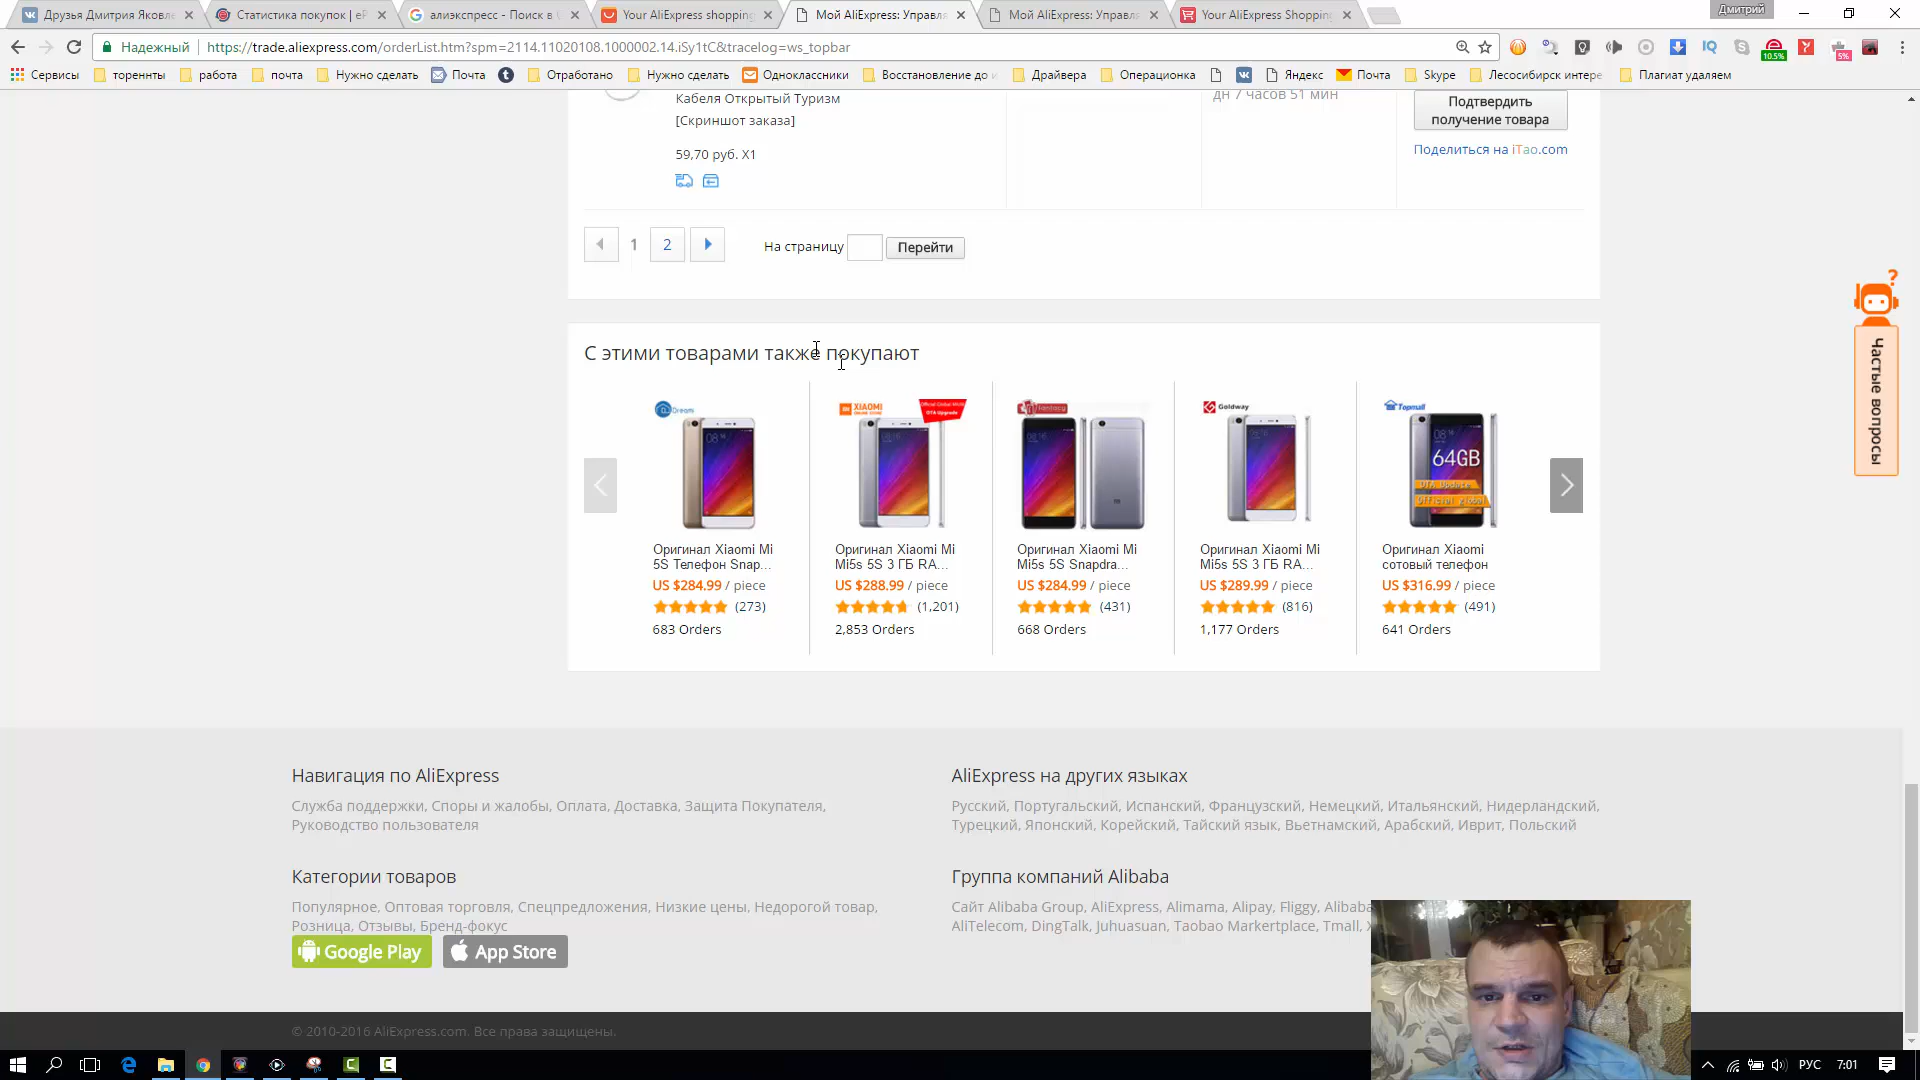 Друзья Дмитрия Яковле
Статистика покупок | eP
алиэкспресс - Поиск в G
Your AliExpress shopping
Мой AliExpress: Управля
Мой AliExpress: Управля
Your AliExpress Shopping
Дмитрий
Надежный
https://trade.aliexpress.com/orderList.htm?spm=2114.11020108.1000002.14.iSy1tC&tracelog=ws_topbar
10.5%
5%
Сервисы
торенты
работа
почта
Нужно сделать
Почта
Отработано
Нужно сделать
Одноклассники
Восстановление до
Драйвера
Операционка
Яндекс
Почта
Skype
Лесосибирск интере
Плагиат удаляем
Кабеля Открытый Туризм
[Скриншот заказа]
59,70 руб. X1
дн 7 часов 51 мин
Подтвердить
получение товара
Поделиться на iTao.com
1
2
На страницу
Перейти
Частые вопросы
С этими товарами также покупают
Dream
XIAOMI
Fantasy
Goldway
Topmall
64GB
Оригинал Xiaomi Mi
5S Телефон Snap...
US $284.99 / piece
(273)
683 Orders
Оригинал Xiaomi Mi
Mi5s 5S 3 ГБ RA...
US $288.99 / piece
(1,201)
2,853 Orders
Оригинал Xiaomi Mi
Mi5s 5S Snapdra...
US $284.99 / piece
(431)
668 Orders
Оригинал Xiaomi Mi
Mi5s 5S 3 ГБ RA...
US $289.99 / piece
(816)
1,177 Orders
Оригинал Xiaomi
сотовый телефон
US $316.99 / piece
(491)
641 Orders
Навигация по AliExpress
Служба поддержки, Споры и жалобы, Оплата, Доставка, Защита Покупателя,
Руководство пользователя
AliExpress на других языках
Русский, Португальский, Испанский, Французский, Немецкий, Итальянский, Нидерландский,
Турецкий, Японский, Корейский, Тайский язык, Вьетнамский, Арабский, Иврит, Польский
Категории товаров
Популярное, Оптовая торговля, Спецпредложения, Низкие цены, Недорогой товар,
Розница, Отзывы, Бренд-фокус
Группа компаний Alibaba
Сайт Alibaba Group, AliExpress, Alimama, Alipay, Fliggy, Alibaba
AliTelecom, DingTalk, Juhuasuan, Taobao Marketplace, Tmall, X
Google Play
App Store
© 2010-2016 AliExpress.com. Все права защищены.
РУС
7:01